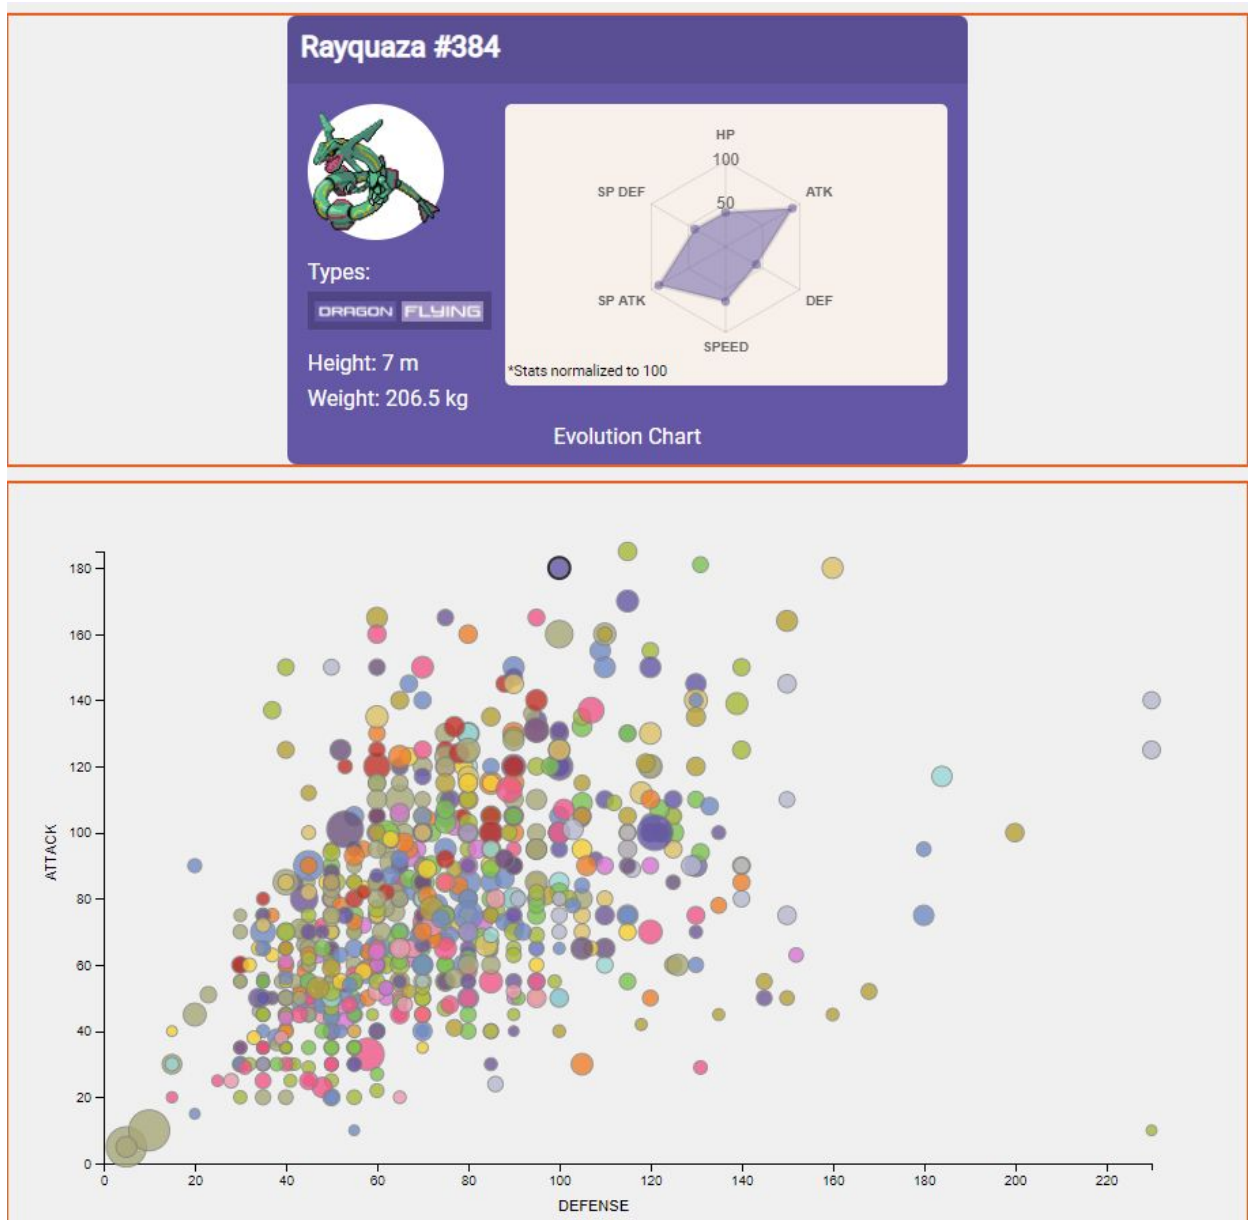 Rayquaza #384
HP
100
SP DEF
ATK
50
SP ATK
DEF
SPEED
*Stats normalized to 100
Types:
DRAGON FLYING
Height: 7 m
Weight: 206.5 kg
Evolution Chart
180
160
140
120
100
80
60
40
20
0
ATTACK
0 20 40 60 80 100 120 140 160 180 200 220
DEFENSE